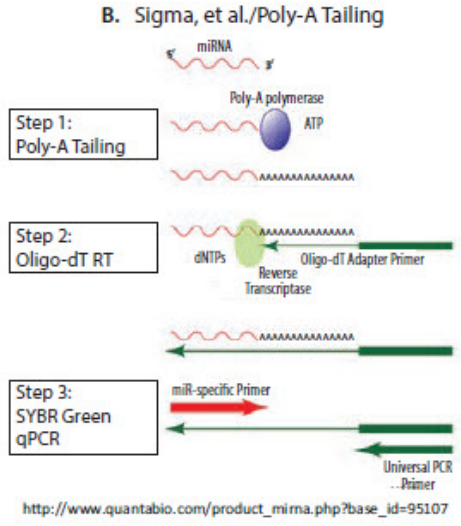 B. Sigma, et al./Poly-A Tailing
miRNA
5' 3'
Poly-A polymerase
ATP
Step 1:
Poly-A Tailing
AAAAAAAAAAAAAAA
Step 2:
Oligo-dT RT
AAAAAAAAAAAAAAA
dNTPs
Oligo-dT Adapter Primer
Reverse
Transcriptase
AAAAAAAAAAAAAAA
Step 3:
SYBR Green
qPCR
miR-specific Primer
Universal PCR
Primer
http://www.quantabio.com/product_mirna.php?base_id=95107